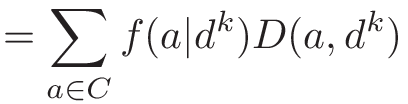 = \sum_{a \in C} f(a|d^k) D(a, d^k)